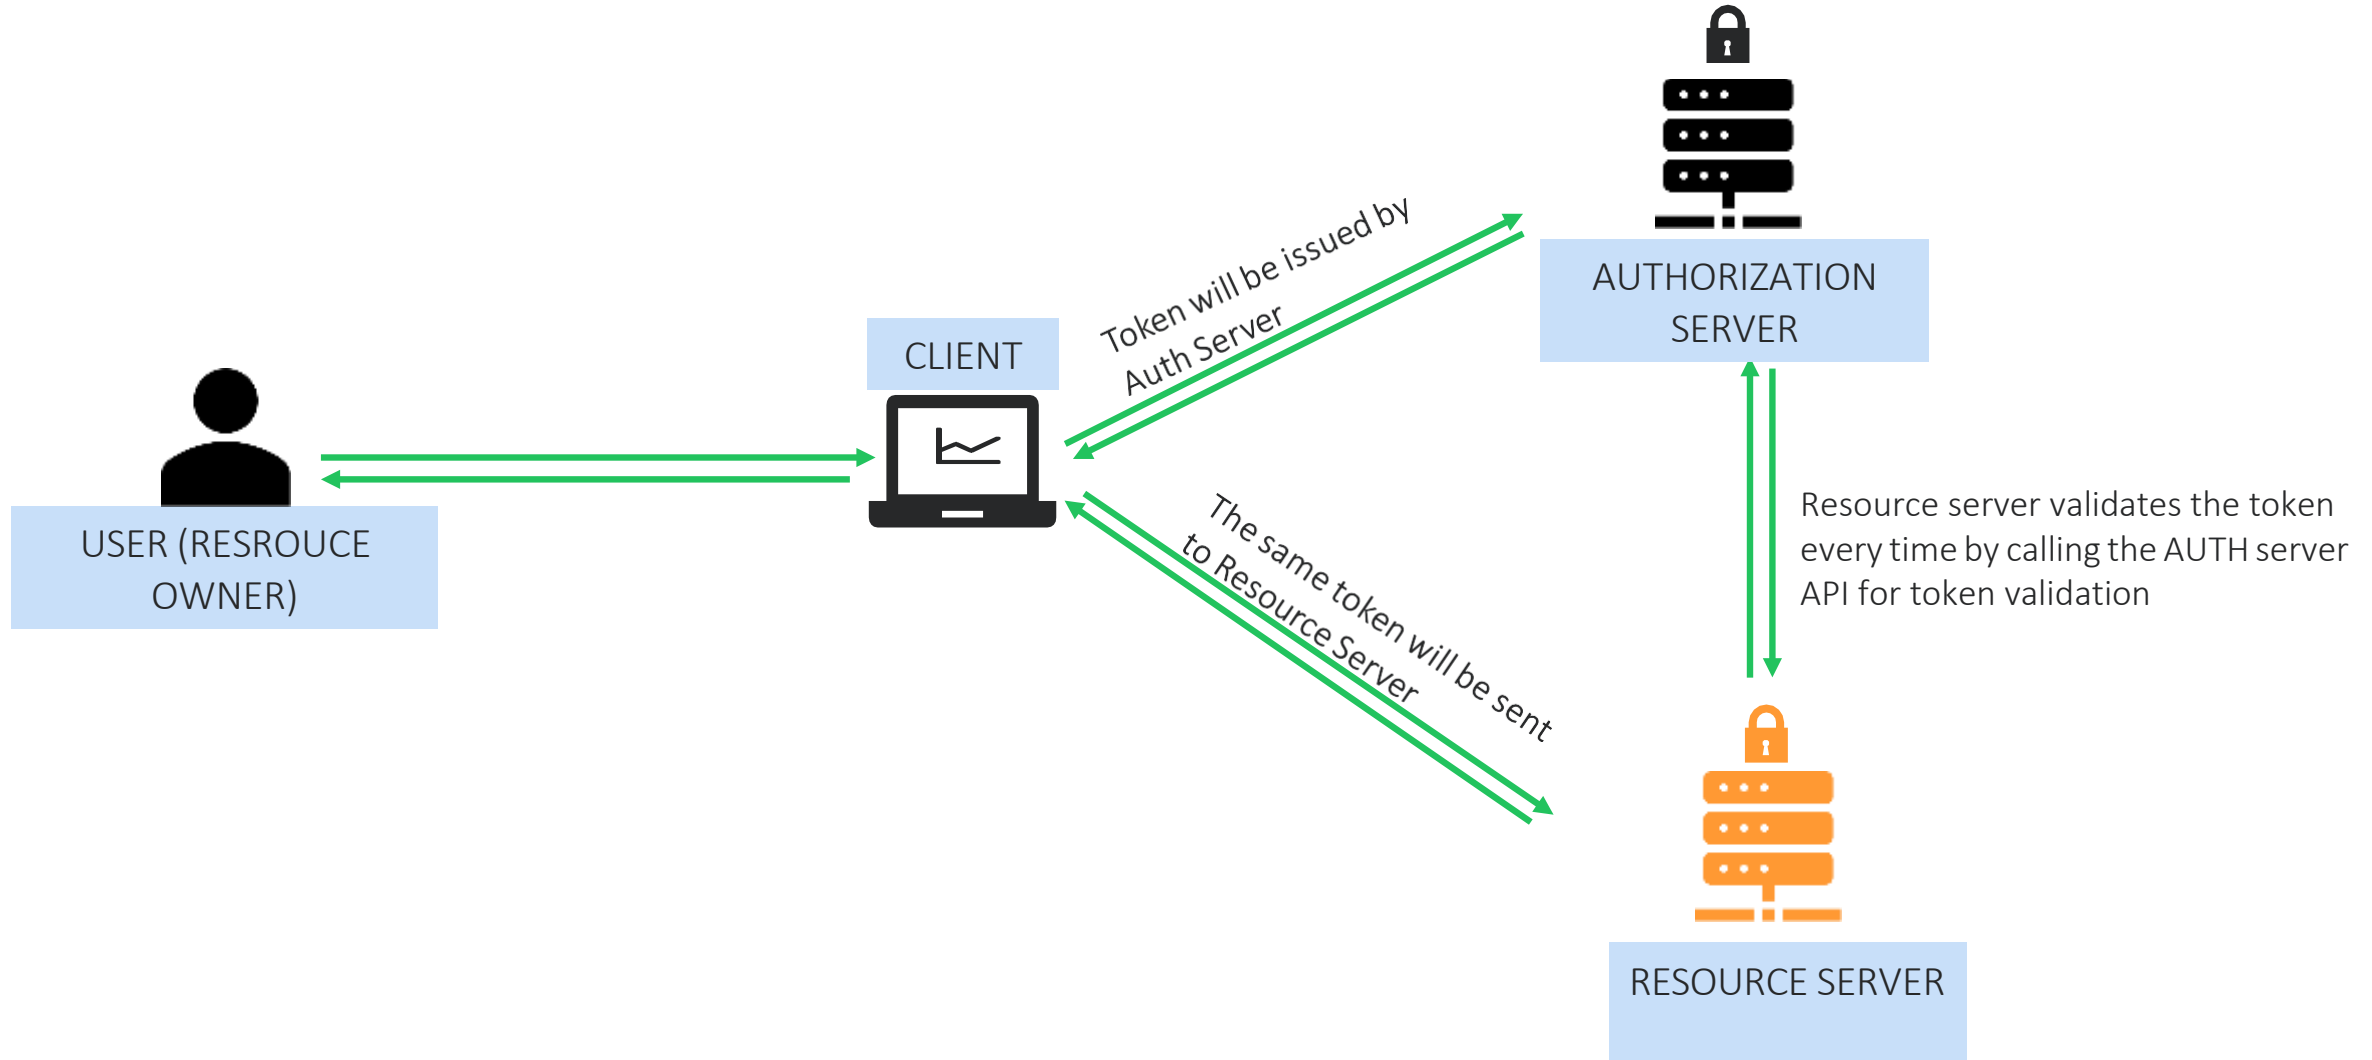 AUTHORIZATION
SERVER
Token will be issued by
Auth Server
CLIENT
USER (RESROUCE
OWNER)
The same token will be sent
to Resource Server
Resource server validates the token
every time by calling the AUTH server
API for token validation
RESOURCE SERVER